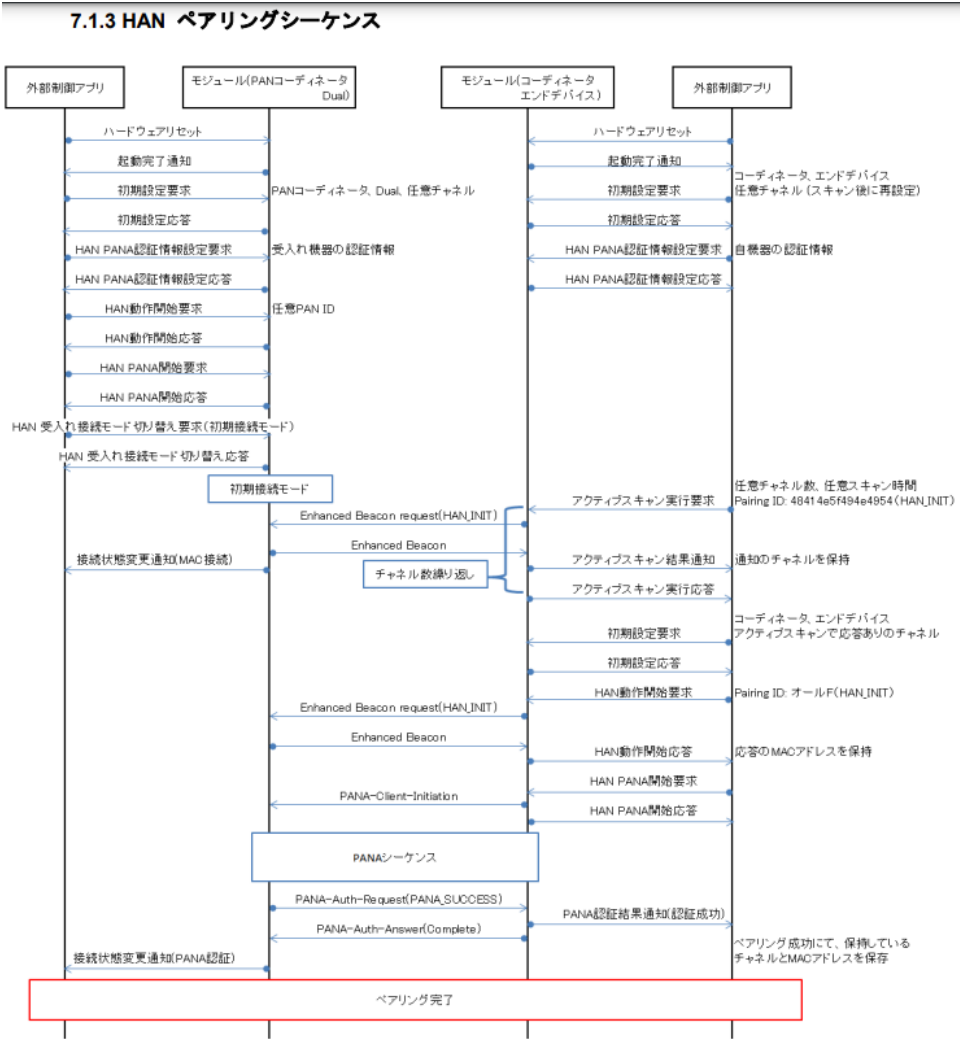 7.1.3 HAN ペアリングシーケンス
外部制御アプリ
モジュール(PANコーディネータ
Dual)
モジュール(コーディネータ
エンドデバイス)
外部制御アプリ
ハードウェアリセット
ハードウェアリセット
起動完了通知
起動完了通知
コーディネータ、エンドデバイス
初期設定要求
PANコーディネータ、Dual、任意チャネル
初期設定要求
任意チャネル (スキャン後に再設定)
初期設定応答
初期設定応答
HAN PANA認証情報設定要求
受入れ機器の認証情報
HAN PANA認証情報設定要求
自機器の認証情報
HAN PANA認証情報設定応答
HAN PANA認証情報設定応答
HAN動作開始要求
任意PAN ID
HAN動作開始応答
HAN PANA開始要求
HAN PANA開始応答
HAN 受入れ接続モード切り替え要求(初期接続モード)
HAN 受入れ接続モード切り替え応答
初期接続モード
任意チャネル数、任意スキャン時間
アクティブスキャン実行要求
Pairing ID: 48414e5f494e4954(HAN_INIT)
Enhanced Beacon request(HAN_INIT)
Enhanced Beacon
接続状態変更通知(MAC接続)
アクティブスキャン結果通知
通知のチャネルを保持
チャネル数繰り返し
アクティブスキャン実行応答
コーディネータ、エンドデバイス
初期設定要求
アクティブスキャンで応答ありのチャネル
初期設定応答
HAN動作開始要求
Pairing ID: オールF(HAN_INIT)
Enhanced Beacon request(HAN_INIT)
Enhanced Beacon
HAN動作開始応答
応答のMACアドレスを保持
HAN PANA開始要求
PANA-Client-Initiation
HAN PANA開始応答
PANAシーケンス
PANA-Auth-Request(PANA_SUCCESS)
PANA認証結果通知(認証成功)
PANA-Auth-Answer(Complete)
ペアリング成功にて、保持している
チャネルとMACアドレスを保存
接続状態変更通知(PANA認証)
ペアリング完了